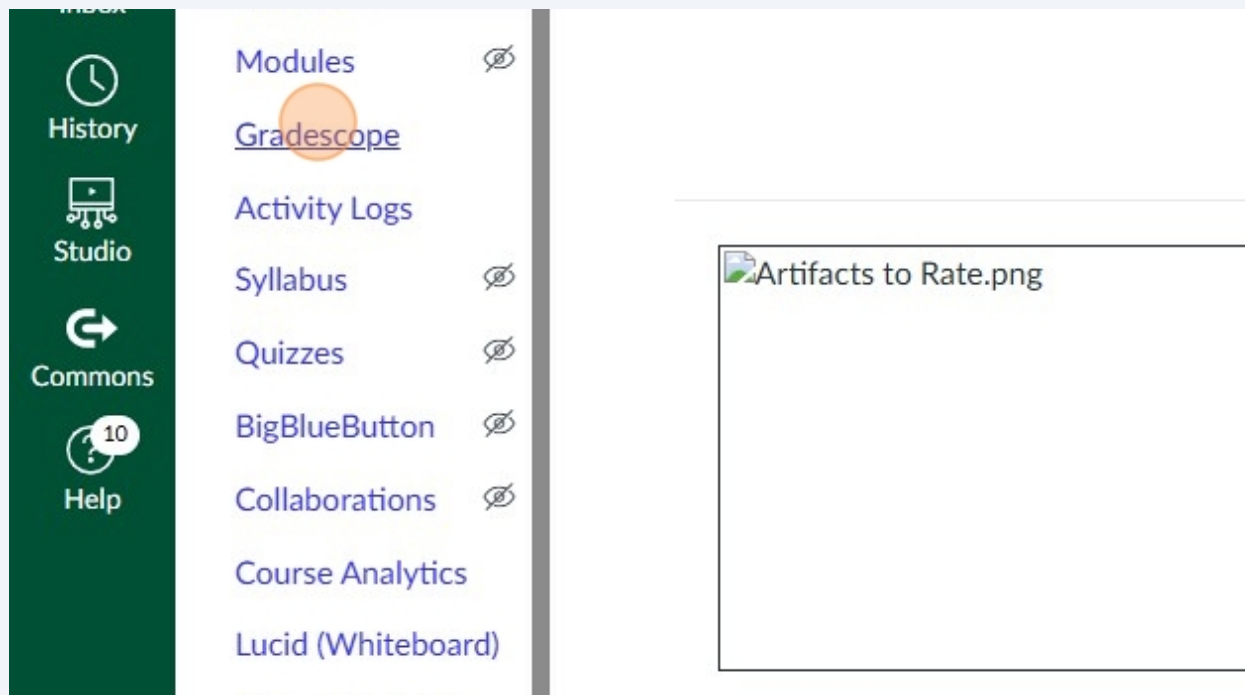 Inbox
History
Studio
Commons
10
Help
Modules
Gradescope
Activity Logs
Syllabus
Quizzes
BigBlueButton
Collaborations
Course Analytics
Lucid (Whiteboard)
Artifacts to Rate.png